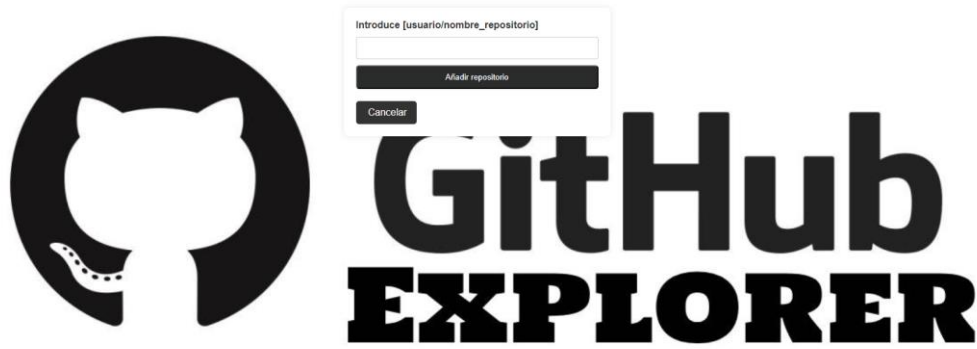 Introduce [usuario/nombre_repositorio]
Añadir repositorio
Cancelar
GitHub
EXPLORER